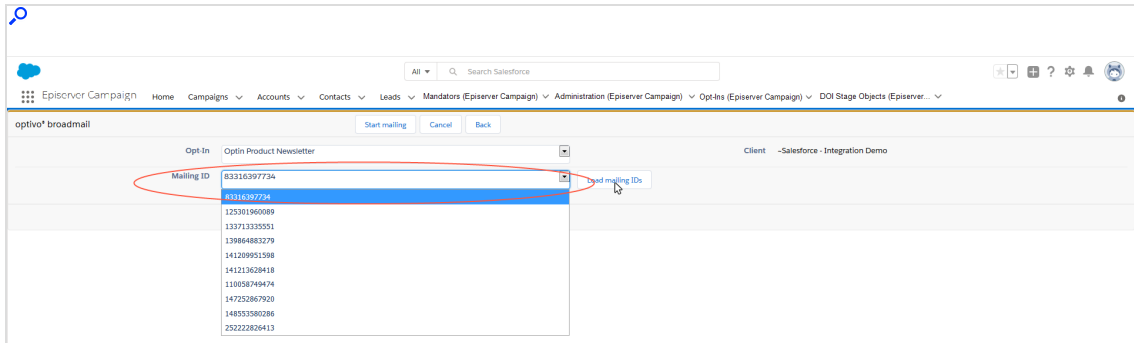 All Search Salesforce
Episerver Campaign Home Campaigns Accounts Contacts Leads Mandators (Episerver Campaign) Administration (Episerver Campaign) Opt-Ins (Episerver Campaign) DOI Stage Objects (Episerver...
optivo® broadmail Start mailing Cancel Back
Opt-In Optin Product Newsletter Client ~Salesforce - Integration Demo
Mailing ID 83316397734 Load mailing IDs
83316397734
125301960089
133713335551
139864883279
141209951598
141213628418
110058749474
147252867920
148553580286
252222826413